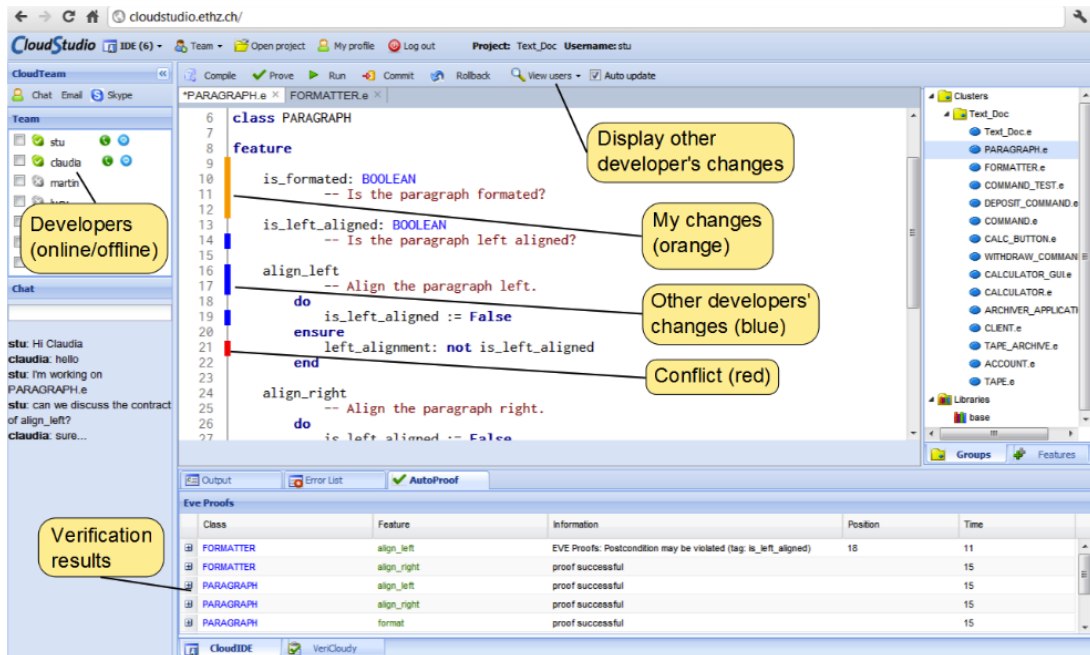 cloudstudio.ethz.ch/
CloudStudio IDE (6) Team Open project My profile Log out Project: Text_Doc Username: stu
CloudTeam
Chat Email Skype
Team
stu
claudia
martin
Developers
(online/offline)
Chat
stu: Hi Claudia
claudia: hello
stu: I'm working on
PARAGRAPH.e
stu: can we discuss the contract
of align_left?
claudia: sure...
Compile Prove Run Commit Rollback View users Auto update
*PARAGRAPH.e FORMATTER.e
6 class PARAGRAPH
7
8 feature
9
10 is_formated: BOOLEAN
11 -- Is the paragraph formated?
12
13 is_left_aligned: BOOLEAN
14 -- Is the paragraph left aligned?
15
16 align_left
17 -- Align the paragraph left.
18 do
19 is_left_aligned := False
20 ensure
21 left_alignment: not is_left_aligned
22 end
23
24 align_right
25 -- Align the paragraph right.
26 do
27 is_left_aligned := False
Display other
developer's changes
My changes
(orange)
Other developers'
changes (blue)
Conflict (red)
Clusters
Text_Doc
Text_Doc.e
PARAGRAPH.e
FORMATTER.e
COMMAND_TEST.e
DEPOSIT_COMMAND.e
COMMAND.e
CALC_BUTTON.e
WITHDRAW_COMMAN
CALCULATOR_GUI.e
CALCULATOR.e
ARCHIVER_APPLICATI
CLIENT.e
TAPE_ARCHIVE.e
ACCOUNT.e
TAPE.e
Libraries
base
Groups Features
Output Error List AutoProof
Eve Proofs
Class Feature Information Position Time
FORMATTER align_left EVE Proofs: Postcondition may be violated (tag: is_left_aligned) 18 11
FORMATTER align_right proof successful 15
PARAGRAPH align_left proof successful 15
PARAGRAPH align_right proof successful 15
PARAGRAPH format proof successful 15
Verification
results
CloudIDE VeriCloudy